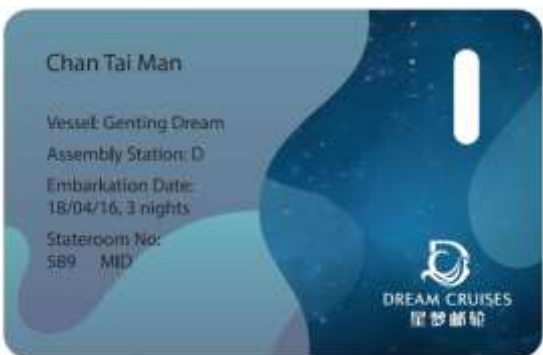 Chan Tai Man
Vessel: Genting Dream
Assembly Station: D
Embarkation Date:
18/04/16, 3 nights
Stateroom No:
589 MID
DREAM CRUISES
星梦邮轮